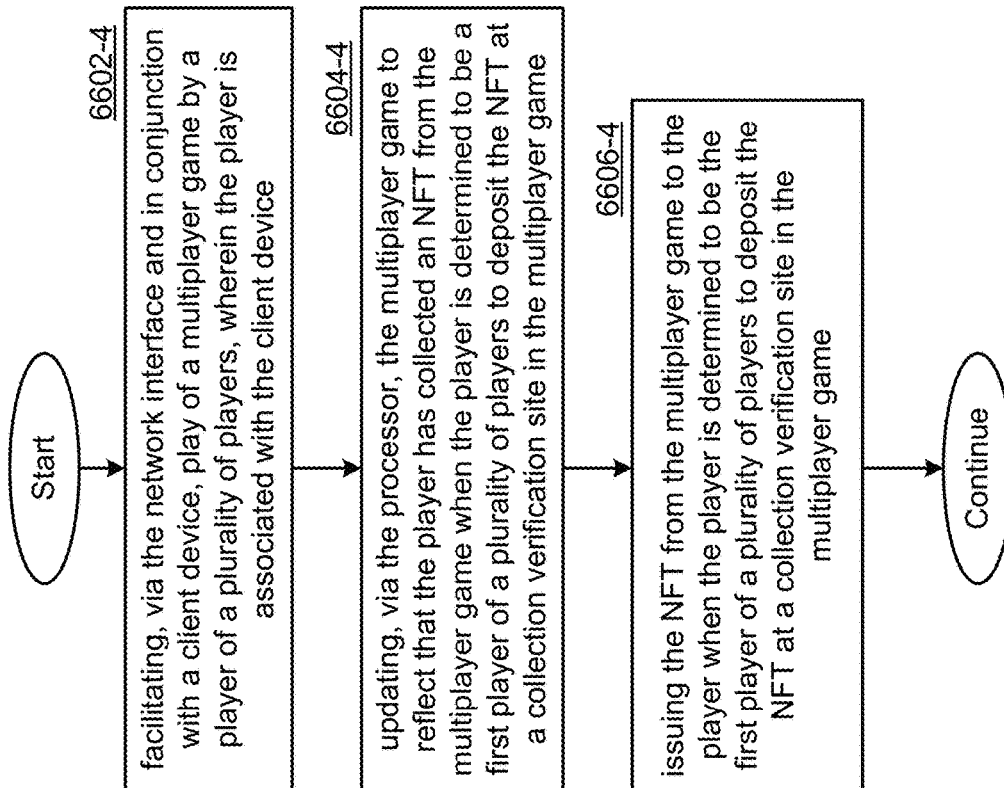 Start
6602-4
facilitating, via the network interface and in conjunction
with a client device, play of a multiplayer game by a
player of a plurality of players, wherein the player is
associated with the client device
6604-4
updating, via the processor, the multiplayer game to
reflect that the player has collected an NFT from the
multiplayer game when the player is determined to be a
first player of a plurality of players to deposit the NFT at
a collection verification site in the multiplayer game
6606-4
issuing the NFT from the multiplayer game to the
player when the player is determined to be the
first player of a plurality of players to deposit the
NFT at a collection verification site in the
multiplayer game
Continue